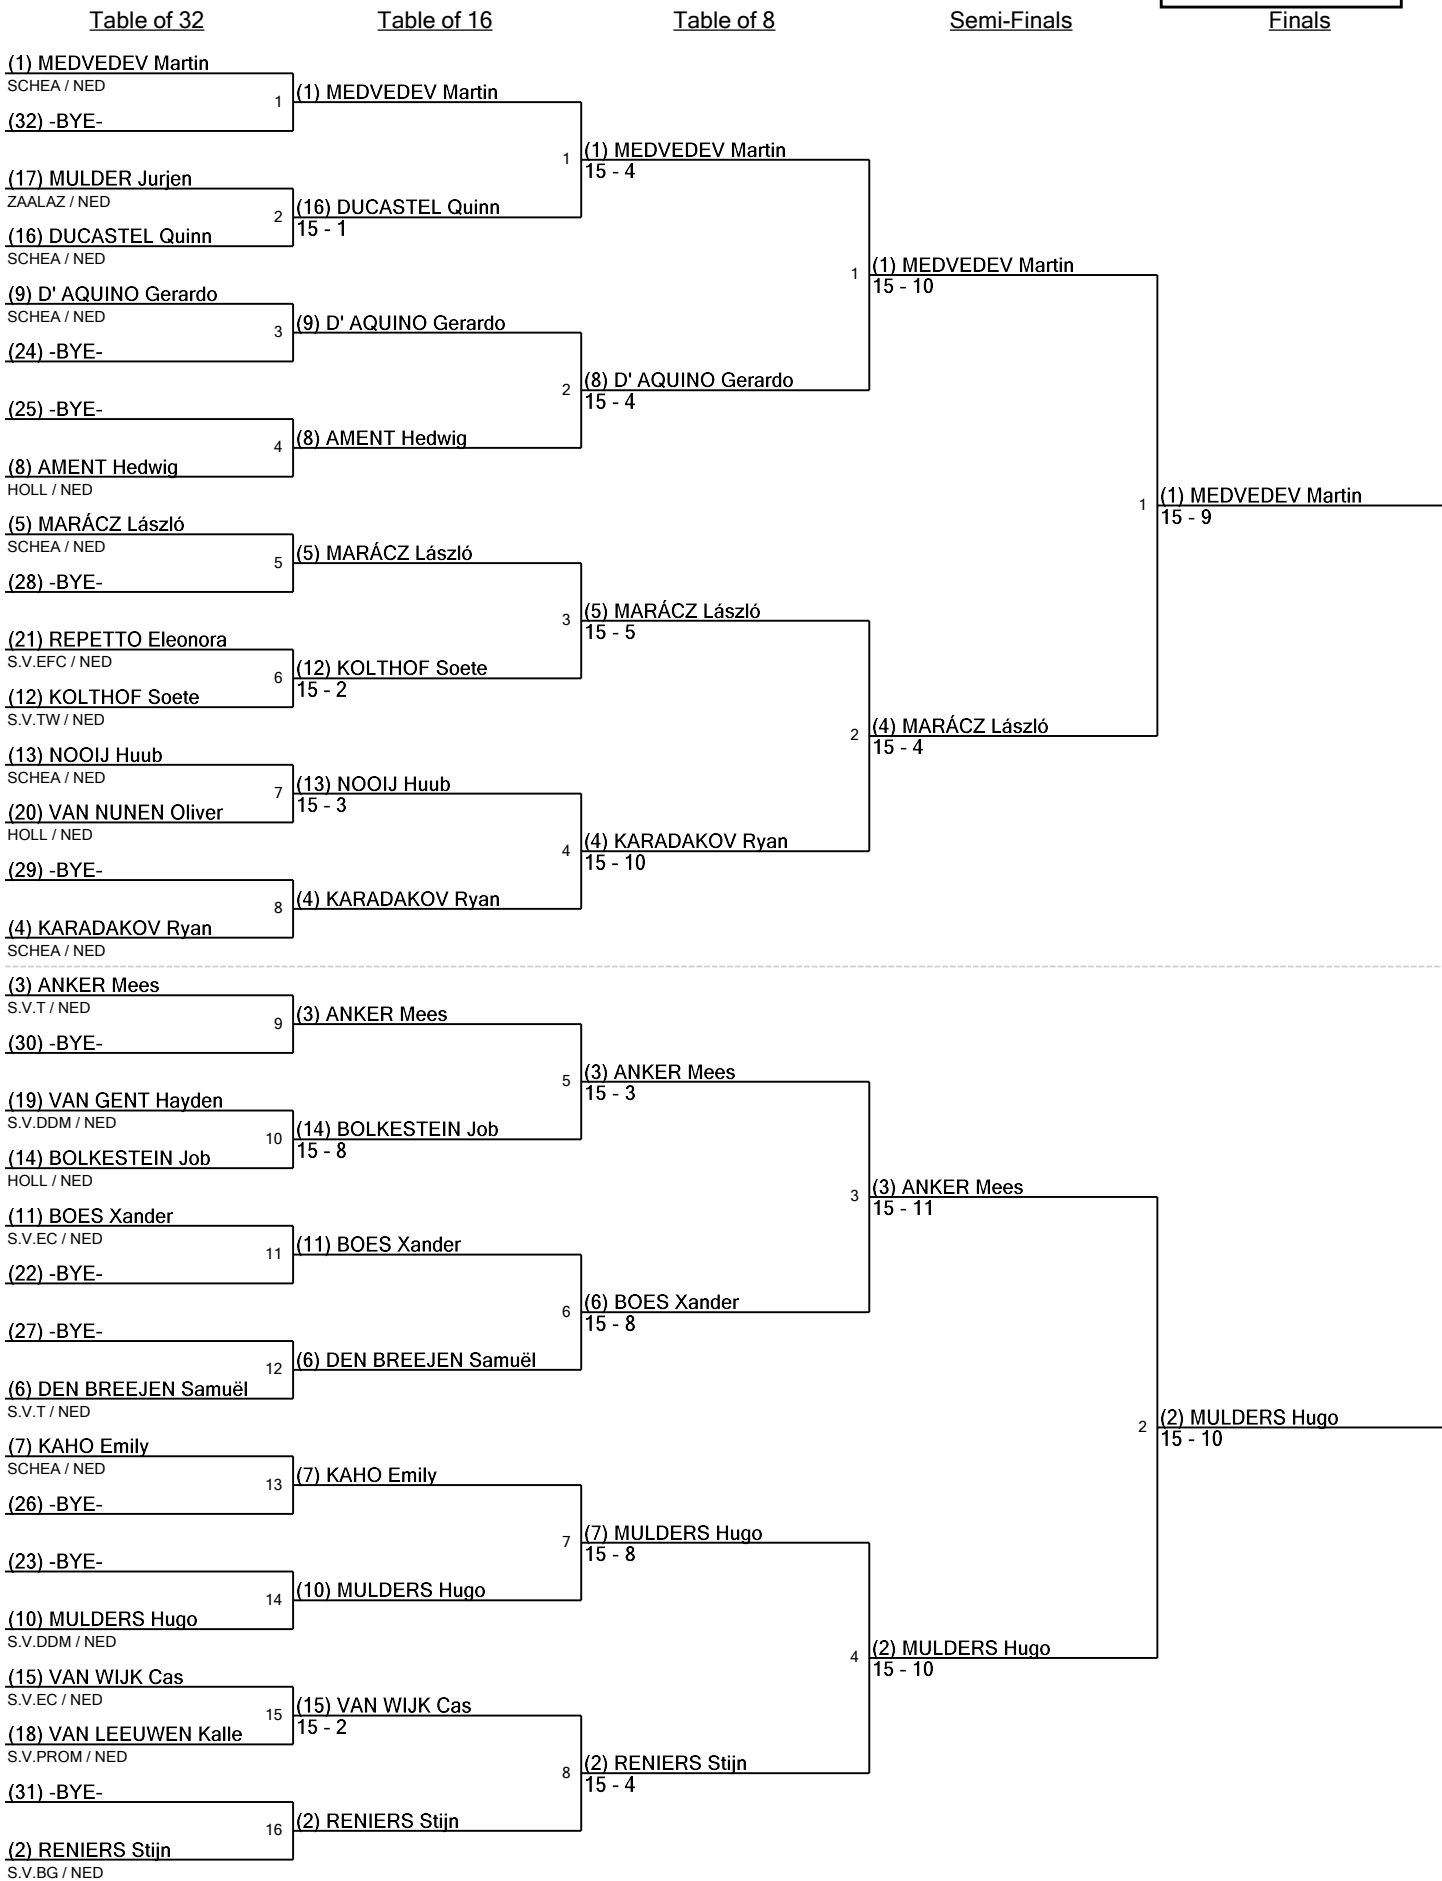 Table of 32
Table of 16
Table of 8
Semi-Finals
Finals
(1) MEDVEDEV Martin
SCHEA / NED
(32) -BYE-
(17) MULDER Jurjen
ZAALAZ / NED
(16) DUCASTEL Quinn
SCHEA / NED
(9) D' AQUINO Gerardo
SCHEA / NED
(24) -BYE-
(25) -BYE-
(8) AMENT Hedwig
HOLL / NED
(5) MARÁCZ László
SCHEA / NED
(28) -BYE-
(21) REPETTO Eleonora
S.V.EFC / NED
(12) KOLTHOF Soete
S.V.TW / NED
(13) NOOIJ Huub
SCHEA / NED
(20) VAN NUNEN Oliver
HOLL / NED
(29) -BYE-
(4) KARADAKOV Ryan
SCHEA / NED
(3) ANKER Mees
S.V.T / NED
(30) -BYE-
(19) VAN GENT Hayden
S.V.DDM / NED
(14) BOLKESTEIN Job
HOLL / NED
(11) BOES Xander
S.V.EC / NED
(22) -BYE-
(27) -BYE-
(6) DEN BREEJEN Samuël
S.V.T / NED
(7) KAHO Emily
SCHEA / NED
(26) -BYE-
(23) -BYE-
(10) MULDERS Hugo
S.V.DDM / NED
(15) VAN WIJK Cas
S.V.EC / NED
(18) VAN LEEUWEN Kalle
S.V.PROM / NED
(31) -BYE-
(2) RENIERS Stijn
S.V.BG / NED
1
(1) MEDVEDEV Martin
2
(16) DUCASTEL Quinn
15 - 1
3
(9) D' AQUINO Gerardo
4
(8) AMENT Hedwig
5
(5) MARÁCZ László
6
(12) KOLTHOF Soete
15 - 2
7
(13) NOOIJ Huub
15 - 3
8
(4) KARADAKOV Ryan
9
(3) ANKER Mees
10
(14) BOLKESTEIN Job
15 - 8
11
(11) BOES Xander
12
(6) DEN BREEJEN Samuël
13
(7) KAHO Emily
14
(10) MULDERS Hugo
15
(15) VAN WIJK Cas
15 - 2
16
(2) RENIERS Stijn
1
(1) MEDVEDEV Martin
15 - 4
2
(8) D' AQUINO Gerardo
15 - 4
3
(5) MARÁCZ László
15 - 5
4
(4) KARADAKOV Ryan
15 - 10
5
(3) ANKER Mees
15 - 3
6
(6) BOES Xander
15 - 8
7
(7) MULDERS Hugo
15 - 8
8
(2) RENIERS Stijn
15 - 4
1
(1) MEDVEDEV Martin
15 - 10
2
(4) MARÁCZ László
15 - 4
3
(3) ANKER Mees
15 - 11
4
(2) MULDERS Hugo
15 - 10
1
(1) MEDVEDEV Martin
15 - 9
2
(2) MULDERS Hugo
15 - 10